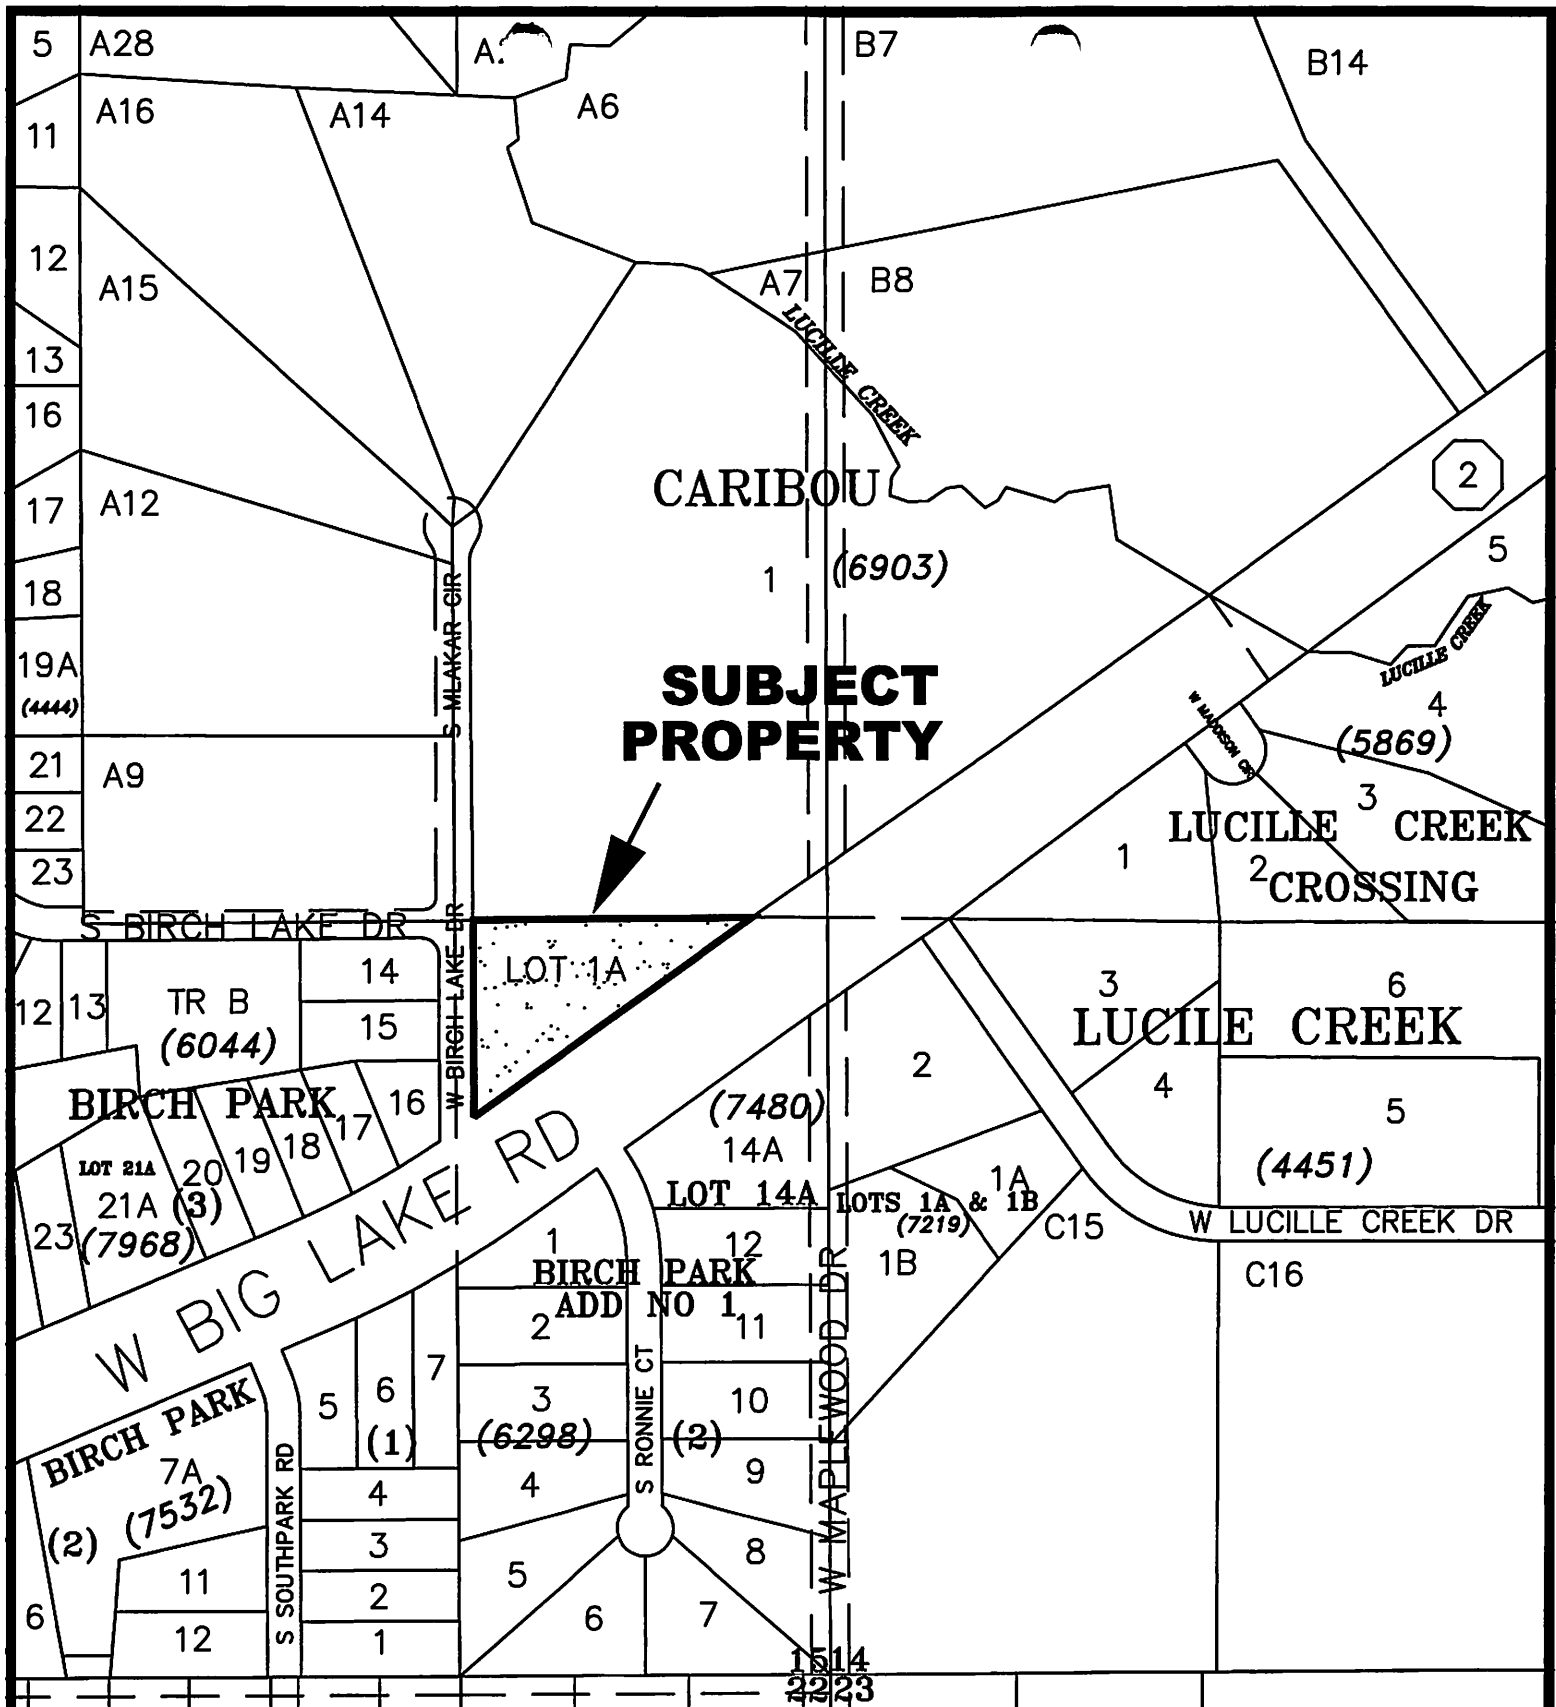 5 A28 A. B7 B14
A16 A14 A6
11
12 A15 A7 B8
LUCILLE CREEK
13
16
CARIBOU
2
17 A12
5
1 (6903)
18
S MLAKAR CIR
19A
(4444)
LUCILLE CREEK
SUBJECT
PROPERTY
W MADDISON CIR
4
(5869)
21 A9
3
22
LUCILLE CREEK
CROSSING
1
2
23
S BIRCH LAKE DR
W BIRCH LAKE DR
LOT 1A
14
12 13 TR B
(6044)
15
3 6
LUCILE CREEK
2
4
5
(4451)
BIRCH PARK
16
17
18
19
20
LOT 21A
21A (3)
(7968)
23
(7480)
14A
LOT 14A
1A
LOTS 1A & 1B
(7219)
1B
C15
W LUCILLE CREEK DR
C16
W BIG LAKE RD
1 12
BIRCH PARK
ADD NO 1
2 11
W MAPLEWOOD DR
5 6 7
(1)
3 10
(6298) (2)
S RONNIE CT
4 9
BIRCH PARK
7A
(7532)
(2)
S SOUTHPARK RD
4
3
2
1
5 8
6 7
11
12
6
15 14
22 23